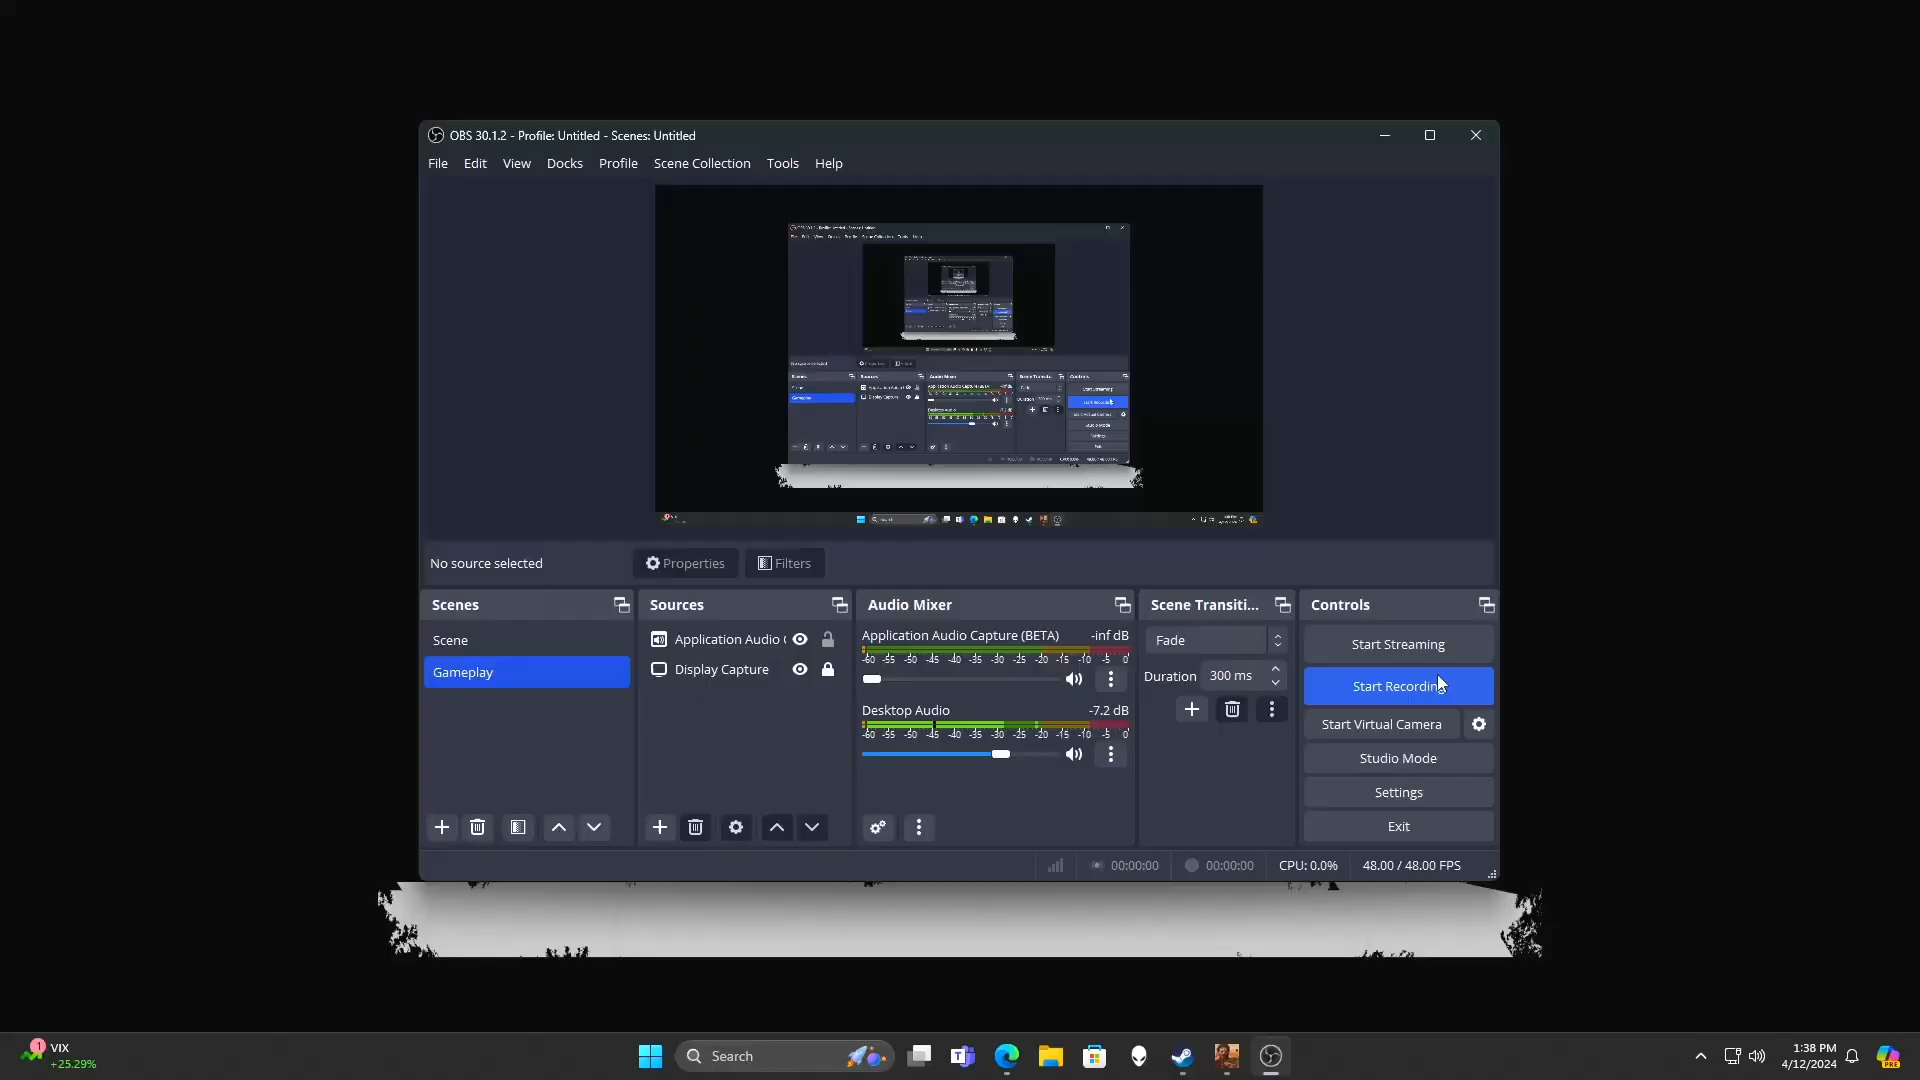 OBS 30.1.2 - Profile: Untitled - Scenes: Untitled
File Edit View Docks Profile Scene Collection Tools Help
No source selected Properties Filters
Scenes
Scene
Gameplay
Sources
Application Audio
Display Capture
Audio Mixer
Application Audio Capture (BETA) -inf dB
-60 -55 -50 -45 -40 -35 -30 -25 -20 -15 -10 -5 0
Desktop Audio -7.2 dB
-60 -55 -50 -45 -40 -35 -30 -25 -20 -15 -10 -5 0
Scene Transiti...
Fade
Duration 300 ms
Controls
Start Streaming
Start Recording
Start Virtual Camera
Studio Mode
Settings
Exit
00:00:00 00:00:00 CPU: 0.0% 48.00 / 48.00 FPS
1
VIX
+25.29%
Search
1:38 PM
4/12/2024
PRE